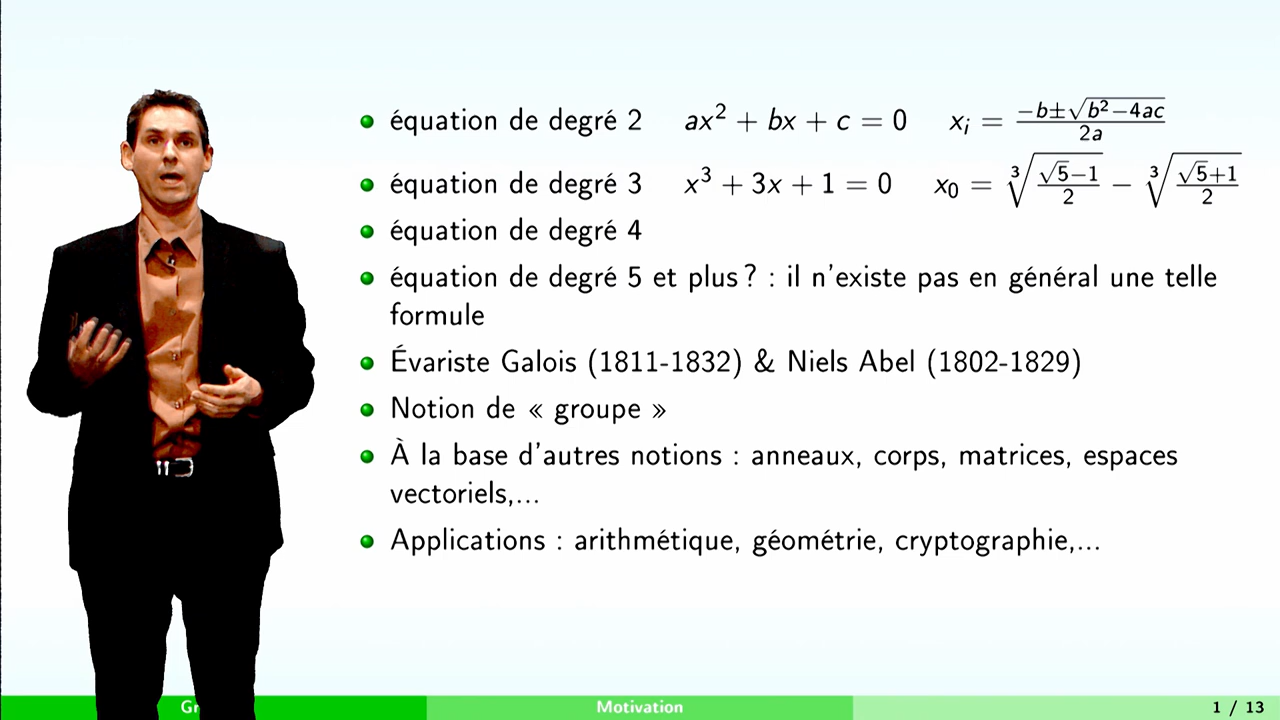 équation de degré 2 ax² + bx + c = 0 xᵢ = (−b±√(b²−4ac))/2a
équation de degré 3 x³ + 3x + 1 = 0 x₀ = ∛((√5−1)/2) − ∛((√5+1)/2)
équation de degré 4
équation de degré 5 et plus ? : il n'existe pas en général une telle
formule
Évariste Galois (1811-1832) & Niels Abel (1802-1829)
Notion de « groupe »
À la base d'autres notions : anneaux, corps, matrices, espaces
vectoriels,...
Applications : arithmétique, géométrie, cryptographie,...
Motivation 1 / 13